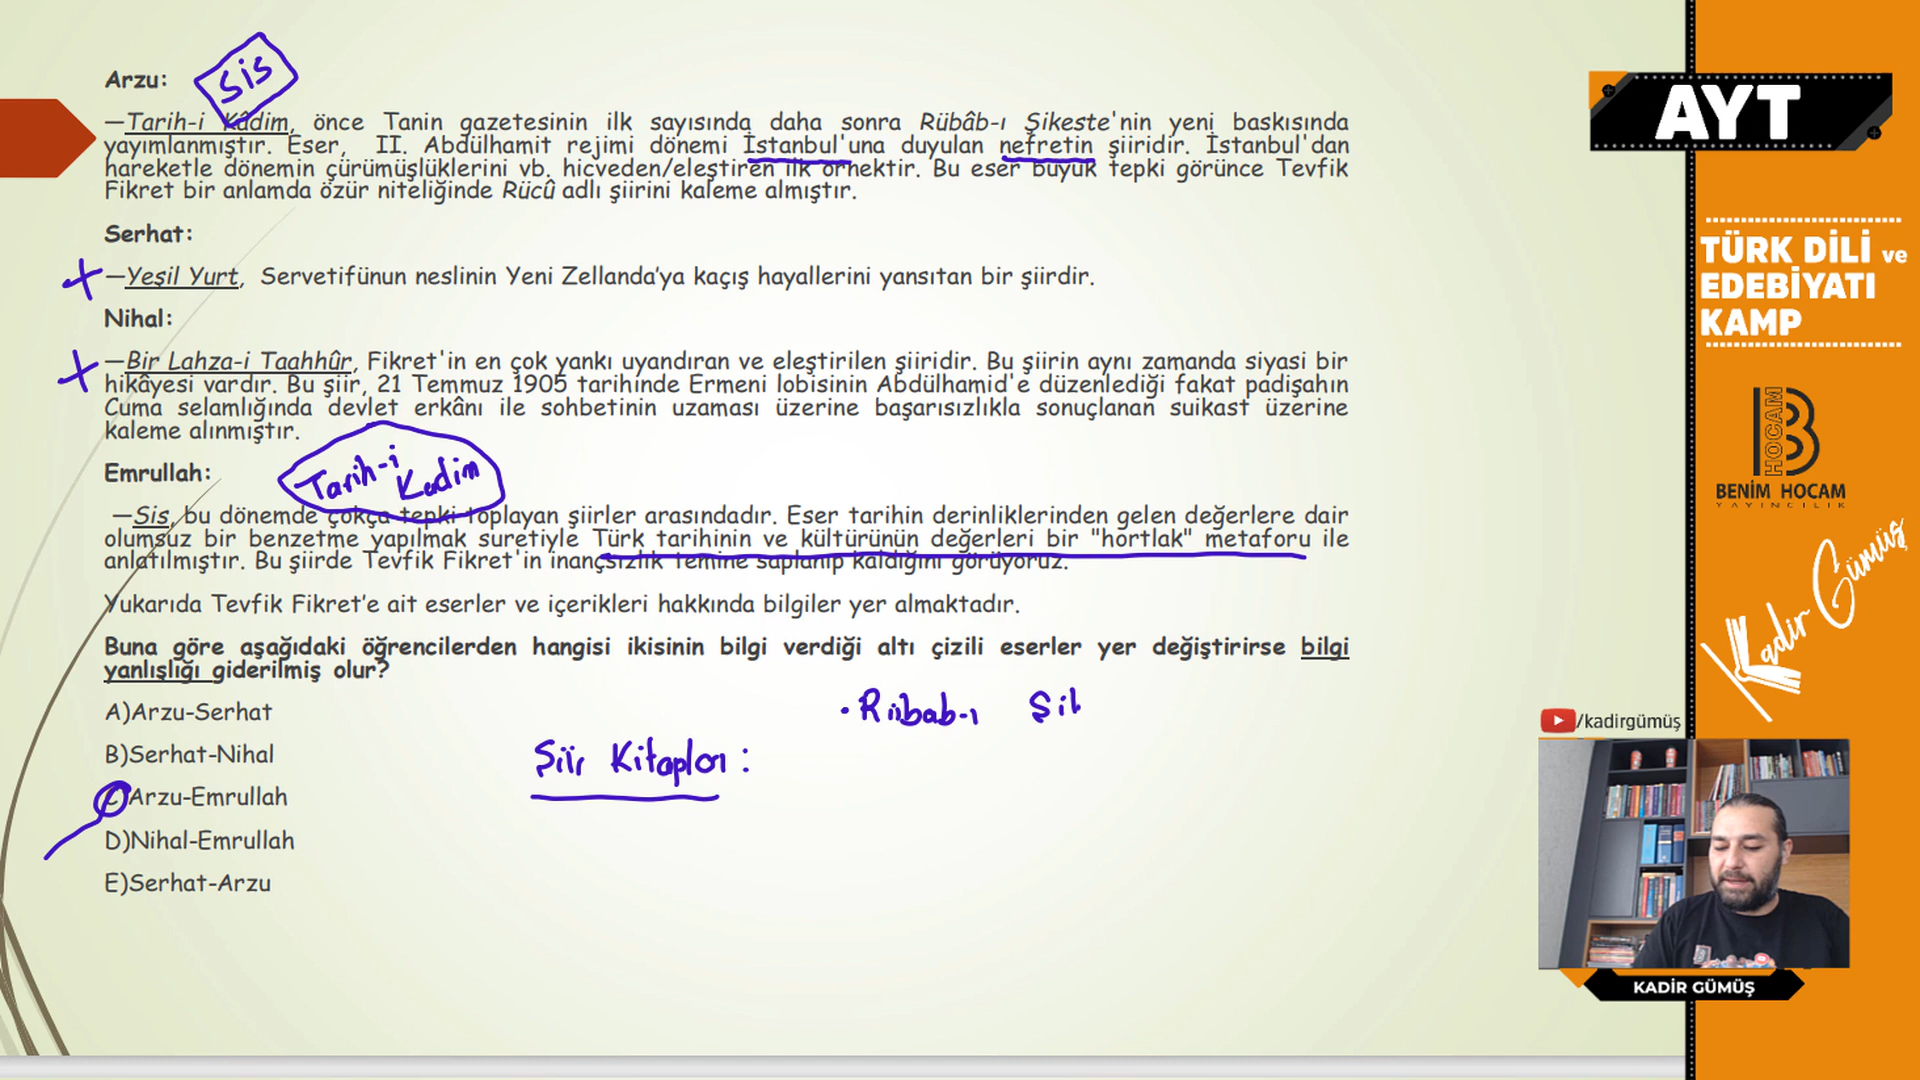 Arzu:
Sis
—Tarih-i Kâdim, önce Tanin gazetesinin ilk sayısında daha sonra Rübâb-ı Şikeste'nin yeni baskısında
yayımlanmıştır. Eser, II. Abdülhamit rejimi dönemi İstanbul'una duyulan nefretin şiiridir. İstanbul'dan
hareketle dönemin çürümüşlüklerini vb. hicveden/eleştiren ilk örnektir. Bu eser büyük tepki görünce Tevfik
Fikret bir anlamda özür niteliğinde Rücû adlı şiirini kaleme almıştır.
Serhat:
—Yeşil Yurt, Servetifünun neslinin Yeni Zellanda’ya kaçış hayallerini yansıtan bir şiirdir.
Nihal:
—Bir Lahza-i Taahhûr, Fikret'in en çok yankı uyandıran ve eleştirilen şiiridir. Bu şiirin aynı zamanda siyasi bir
hikâyesi vardır. Bu şiir, 21 Temmuz 1905 tarihinde Ermeni lobisinin Abdülhamid'e düzenlediği fakat padişahın
Cuma selamlığında devlet erkânı ile sohbetinin uzaması üzerine başarısızlıkla sonuçlanan suikast üzerine
kaleme alınmıştır.
Emrullah:
Tarih-i
Kadim
—Sis, bu dönemde çokça tepki toplayan şiirler arasındadır. Eser tarihin derinliklerinden gelen değerlere dair
olumsuz bir benzetme yapılmak suretiyle Türk tarihinin ve kültürünün değerleri bir "hortlak" metaforu ile
anlatılmıştır. Bu şiirde Tevfik Fikret'in inançsızlık temine saplanıp kaldığını görüyoruz.
Yukarıda Tevfik Fikret’e ait eserler ve içerikleri hakkında bilgiler yer almaktadır.
Buna göre aşağıdaki öğrencilerden hangisi ikisinin bilgi verdiği altı çizili eserler yer değiştirirse bilgi
yanlışlığı giderilmiş olur?
A)Arzu-Serhat
B)Serhat-Nihal
C)Arzu-Emrullah
D)Nihal-Emrullah
E)Serhat-Arzu
• Rübab-ı Şik
Şiir Kitapları:
AYT
TÜRK DİLİ ve
EDEBİYATI
KAMP
HOCAM
BENİM HOCAM
YAYINCILIK
Kadir Gümüş
/kadirgümüş
KADİR GÜMÜŞ